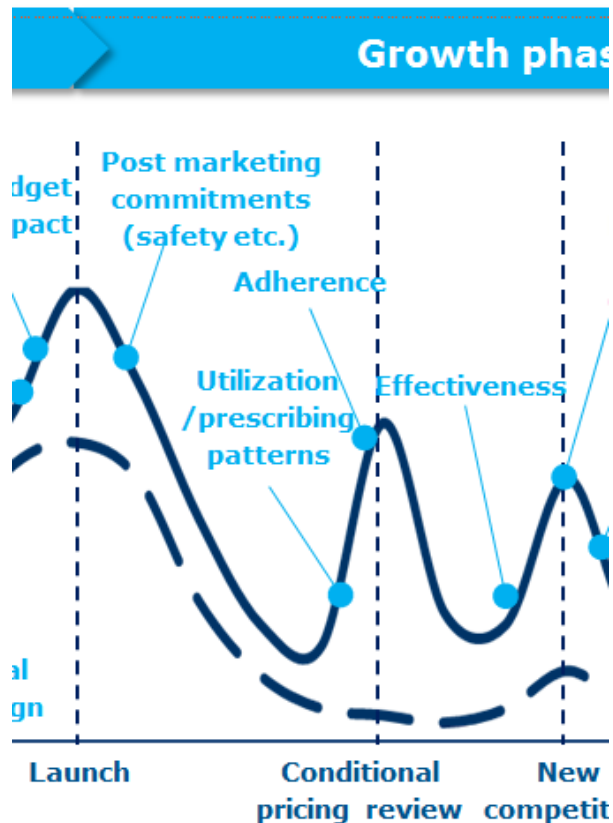 Growth phas
dget
pact
Post marketing
commitments
(safety etc.)
Adherence
Utilization
/prescribing
patterns
Effectiveness
al
gn
Launch
Conditional
pricing review
New
competit